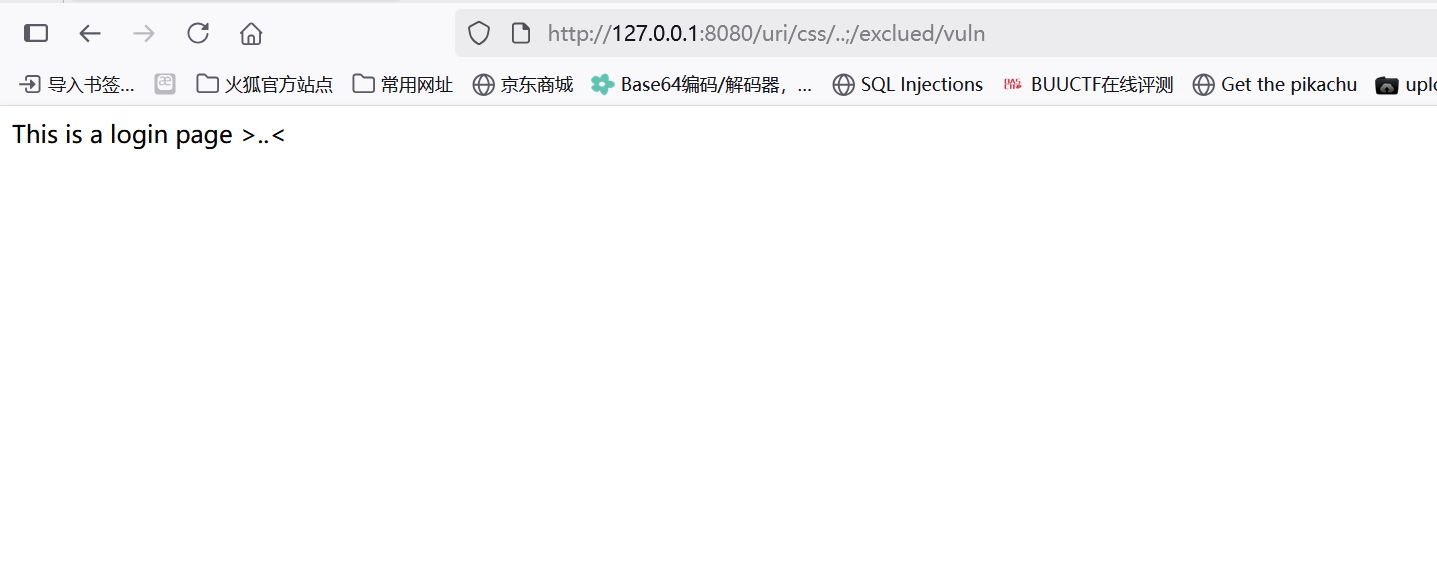 http://127.0.0.1:8080/uri/css/..;/exclued/vuln
导入书签... 火狐官方站点 常用网址 京东商城 Base64编码/解码器，... SQL Injections BUUCTF在线评测 Get the pikachu uplo
This is a login page >..<